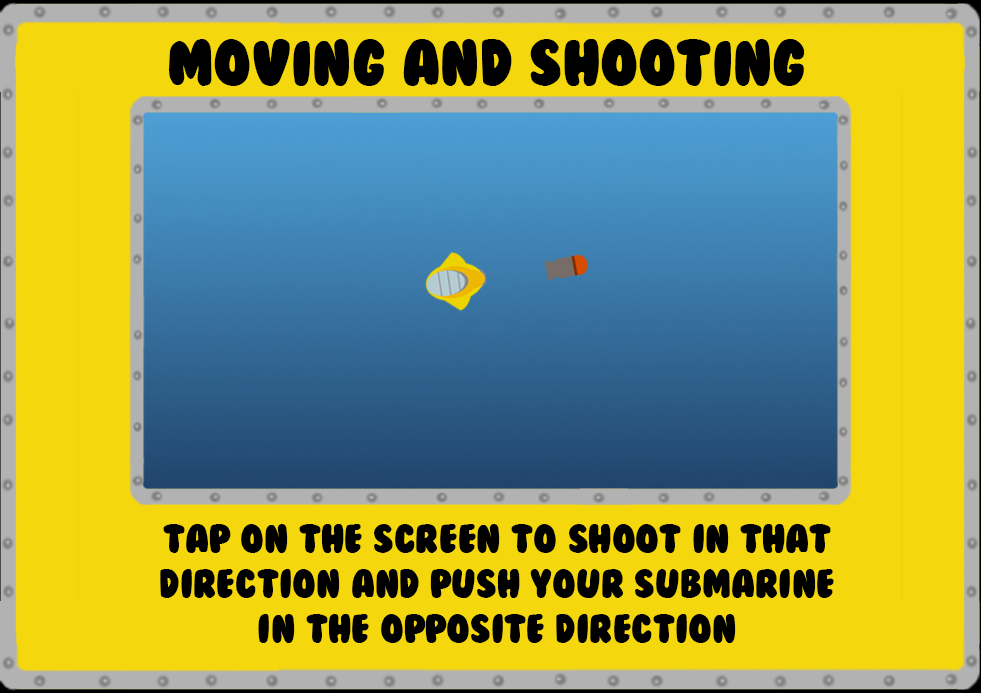 MOVING AND SHOOTING
TAP ON THE SCREEN TO SHOOT IN THAT
DIRECTION AND PUSH YOUR SUBMARINE
IN THE OPPOSITE DIRECTION